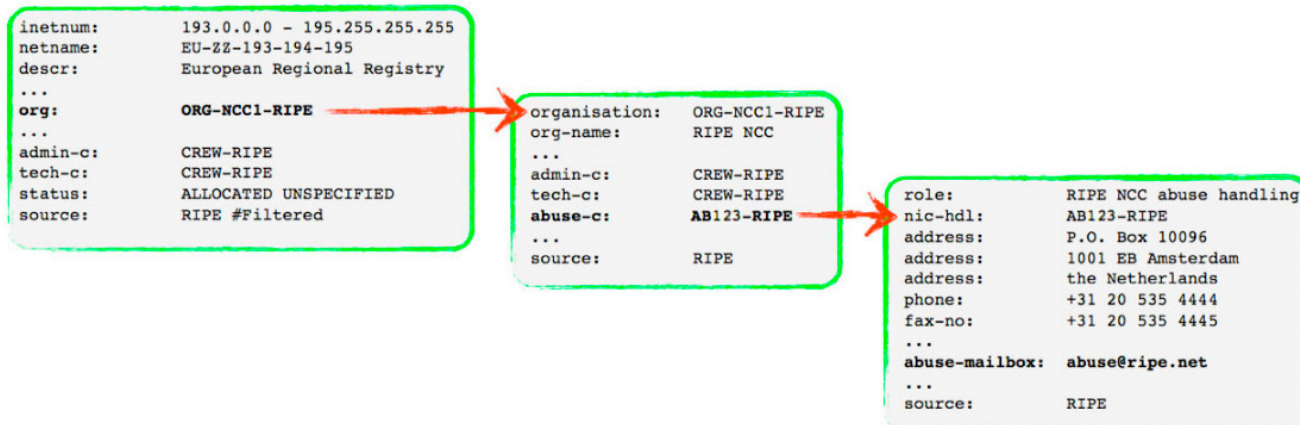 inetnum: 193.0.0.0 - 195.255.255.255
netname: EU-ZZ-193-194-195
descr: European Regional Registry
...
org: ORG-NCC1-RIPE
...
admin-c: CREW-RIPE
tech-c: CREW-RIPE
status: ALLOCATED UNSPECIFIED
source: RIPE #Filtered
organisation: ORG-NCC1-RIPE
org-name: RIPE NCC
...
admin-c: CREW-RIPE
tech-c: CREW-RIPE
abuse-c: AB123-RIPE
...
source: RIPE
role: RIPE NCC abuse handling
nic-hdl: AB123-RIPE
address: P.O. Box 10096
address: 1001 EB Amsterdam
address: the Netherlands
phone: +31 20 535 4444
fax-no: +31 20 535 4445
...
abuse-mailbox: abuse@ripe.net
...
source: RIPE